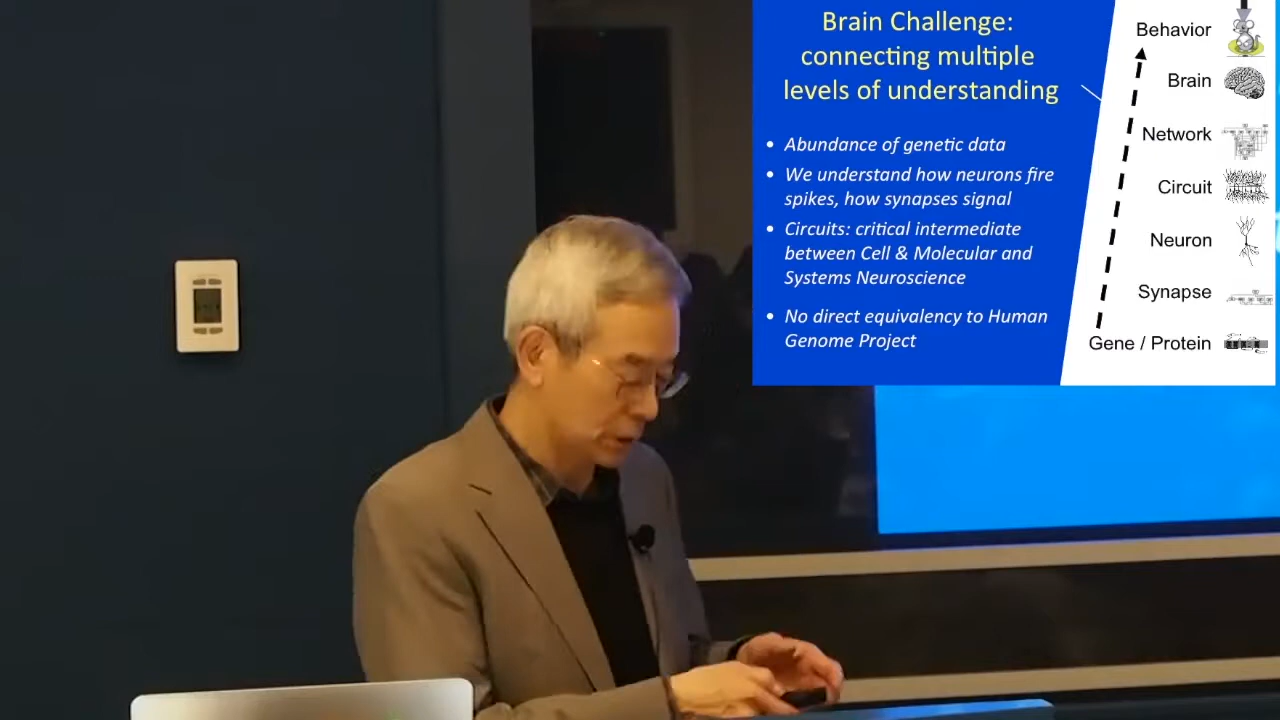 Brain Challenge:
connecting multiple
levels of understanding
• Abundance of genetic data
• We understand how neurons fire
spikes, how synapses signal
• Circuits: critical intermediate
between Cell & Molecular and
Systems Neuroscience
• No direct equivalency to Human
Genome Project
Behavior
Brain
Network
Circuit
Neuron
Synapse
Gene / Protein